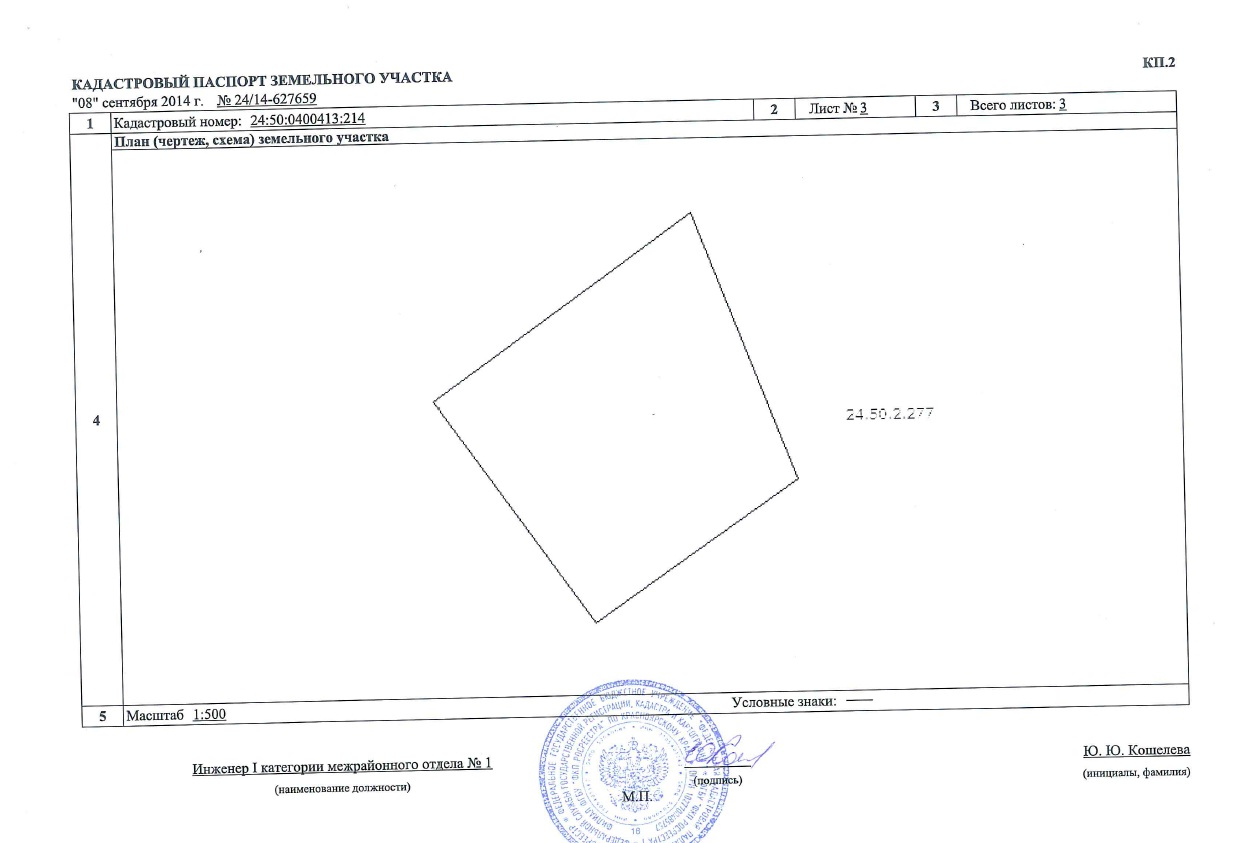 КП.2
КАДАСТРОВЫЙ ПАСПОРТ ЗЕМЕЛЬНОГО УЧАСТКА
"08" сентября 2014 г. № 24/14-627659
1 Кадастровый номер: 24:50:0400413:214 2 Лист № 3 3 Всего листов: 3
План (чертеж, схема) земельного участка
4
24.50.2.277
5 Масштаб 1:500 Условные знаки:
Инженер I категории межрайонного отдела № 1 Ю. Ю. Кошелева
(наименование должности) М.П. (подпись) (инициалы, фамилия)
18